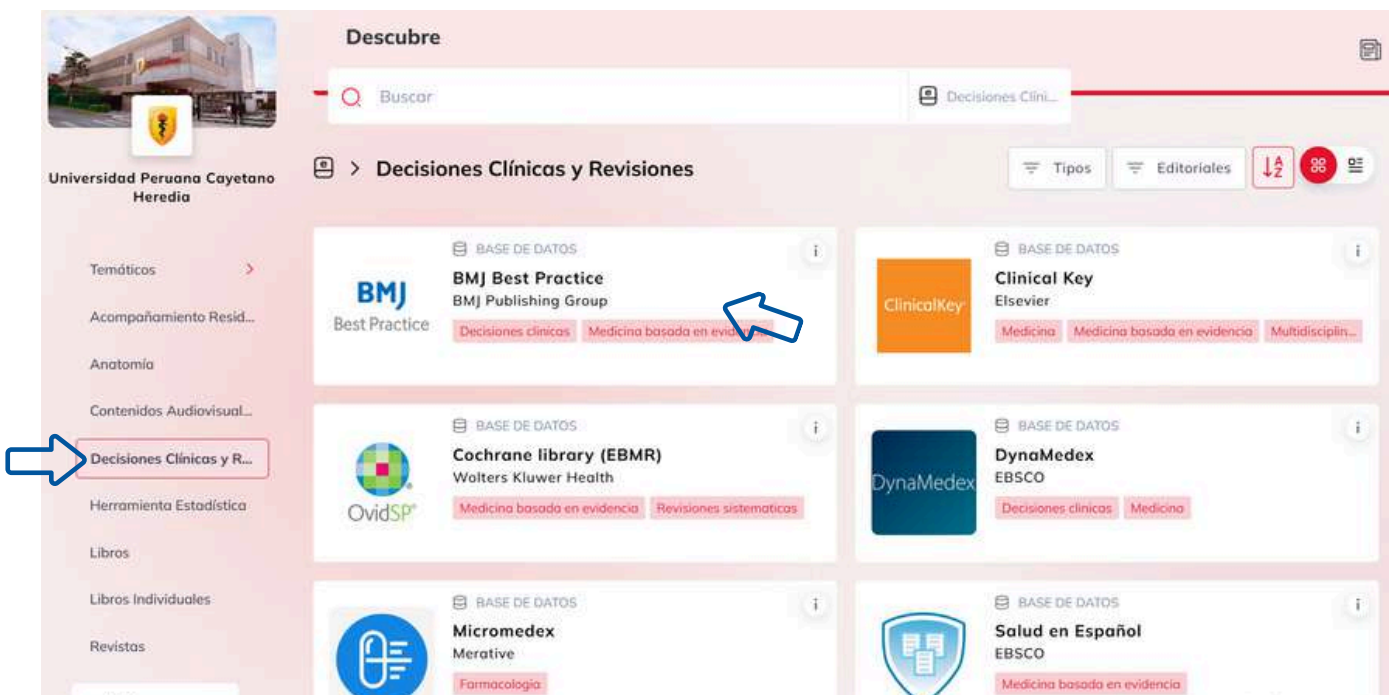 Descubre
Buscar
Decisiones Clíni...
Universidad Peruana Cayetano
Heredia
> Decisiones Clínicas y Revisiones
Tipos
Editoriales
Temáticos >
Acompañamiento Resid...
Anatomía
Contenidos Audiovisual...
Decisiones Clínicas y R...
Herramienta Estadística
Libros
Libros Individuales
Revistas
BMJ
Best Practice
BASE DE DATOS
i
BMJ Best Practice
BMJ Publishing Group
Decisiones clinicas Medicina basada en
ClinicalKey
BASE DE DATOS
i
Clinical Key
Elsevier
Medicina Medicina basada en evidencia Multidisciplin...
OvidSP
BASE DE DATOS
i
Cochrane library (EBMR)
Wolters Kluwer Health
Medicina basada en evidencia Revisiones sistematicas
DynaMedex
BASE DE DATOS
i
DynaMedex
EBSCO
Decisiones clinicas Medicina
BASE DE DATOS
i
Micromedex
Merative
Farmacologia
BASE DE DATOS
i
Salud en Español
EBSCO
Medicina basada en evidencia